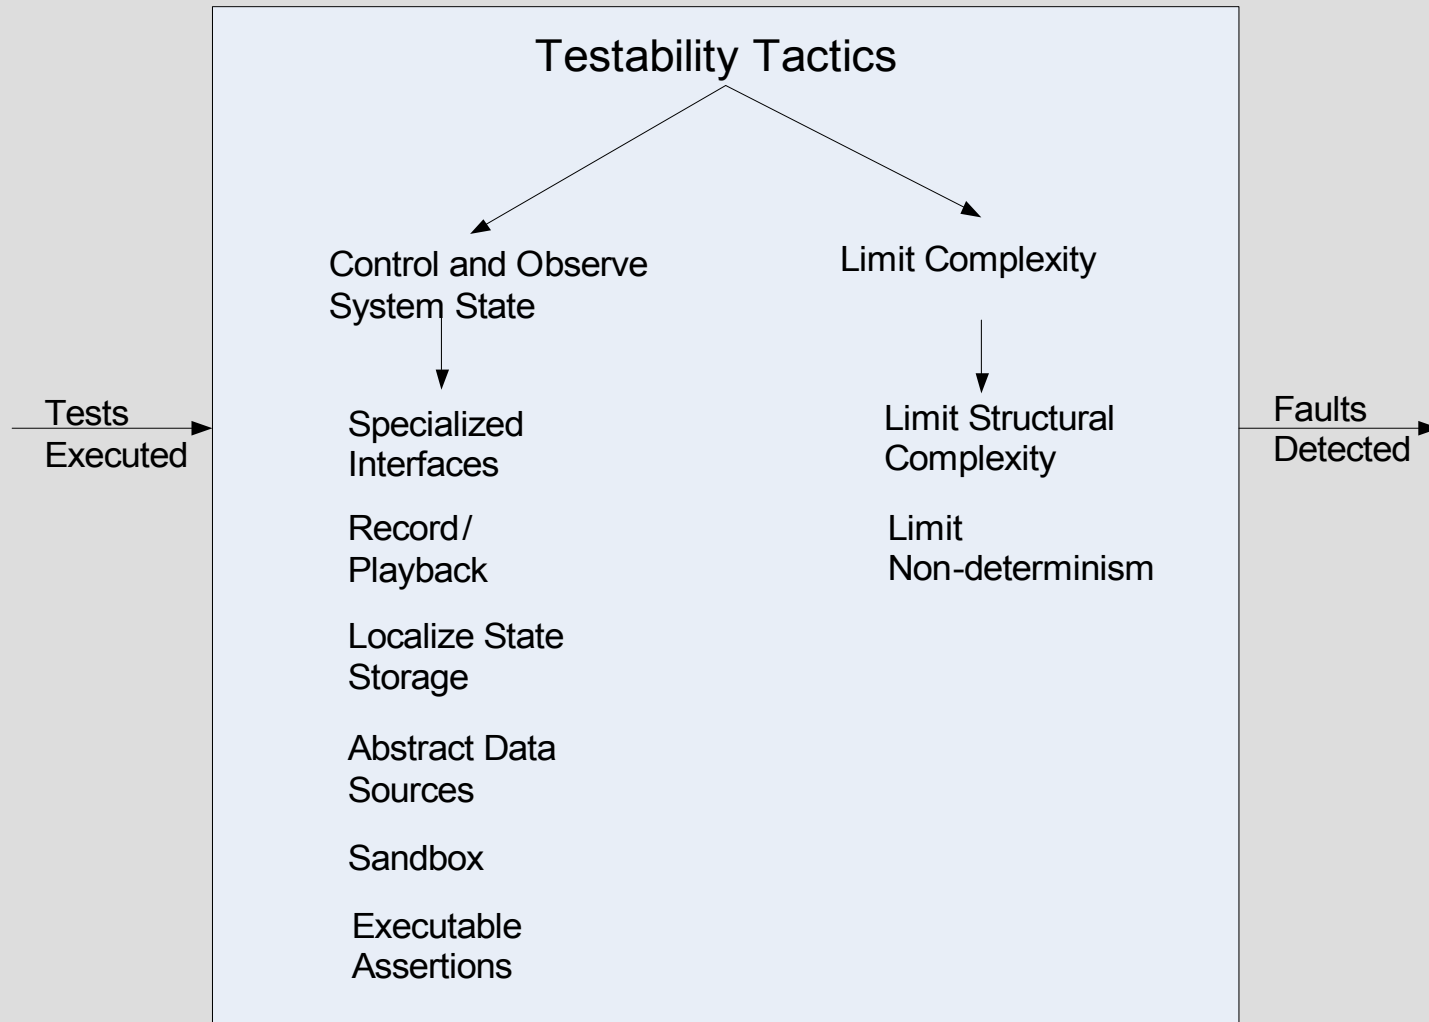 Testability Tactics
Control and Observe
System State
Limit Complexity
Tests
Executed
Specialized
Interfaces
Record/
Playback
Localize State
Storage
Abstract Data
Sources
Sandbox
Executable
Assertions
Limit Structural
Complexity
Limit
Non-determinism
Faults
Detected